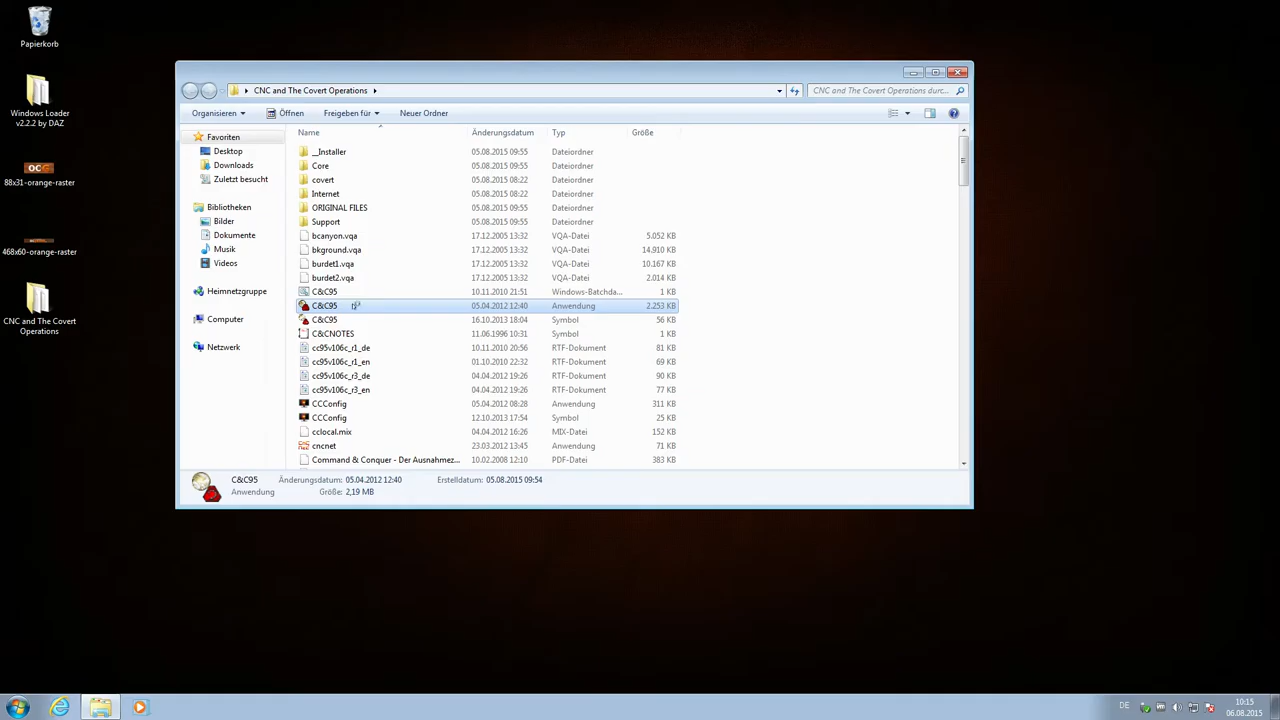 Papierkorb
Windows Loader
v2.2.2 by DAZ
OCG
88x31-orange-raster
468x60-orange-raster
CNC and The Covert
Operations
CNC and The Covert Operations
CNC and The Covert Operations durc...
Organisieren Öffnen Freigeben für Neuer Ordner
Favoriten
Desktop
Downloads
Zuletzt besucht
Bibliotheken
Bilder
Dokumente
Musik
Videos
Heimnetzgruppe
Computer
Netzwerk
Name Änderungsdatum Typ Größe
__Installer 05.08.2015 09:55 Dateiordner
Core 05.08.2015 09:55 Dateiordner
covert 05.08.2015 09:55 Dateiordner
Internet 05.08.2015 08:22 Dateiordner
ORIGINAL FILES 05.08.2015 08:22 Dateiordner
Support 05.08.2015 09:55 Dateiordner
bcanyon.vqa 17.12.2005 13:32 VQA-Datei 5.052 KB
bkground.vqa 17.12.2005 13:32 VQA-Datei 14.910 KB
burdet1.vqa 17.12.2005 13:32 VQA-Datei 10.167 KB
burdet2.vqa 17.12.2005 13:32 VQA-Datei 2.014 KB
C&C95 10.11.2010 21:51 Windows-Batchda... 1 KB
C&C95 05.04.2012 12:40 Anwendung 2.253 KB
C&C95 16.10.2013 18:04 Symbol 56 KB
C&CNOTES 11.06.1996 10:31 RTF-Dokument 1 KB
cc95v106c_r1_de 10.11.2010 20:56 RTF-Dokument 81 KB
cc95v106c_r1_en 01.10.2010 22:32 RTF-Dokument 69 KB
cc95v106c_r3_de 04.04.2012 19:26 RTF-Dokument 90 KB
cc95v106c_r3_en 04.04.2012 19:26 RTF-Dokument 77 KB
CCConfig 05.04.2012 08:28 Anwendung 311 KB
CCConfig 12.10.2013 17:54 Symbol 25 KB
cclocal.mix 04.04.2012 16:26 MIX-Datei 152 KB
cncnet 23.03.2012 13:45 Anwendung 71 KB
Command & Conquer - Der Ausnahmez... 10.02.2008 12:10 PDF-Datei 383 KB
C&C95 Änderungsdatum: 05.04.2012 12:40 Erstelldatum: 05.08.2015 09:54
Anwendung Größe: 2,19 MB
DE
10:15
06.08.2015